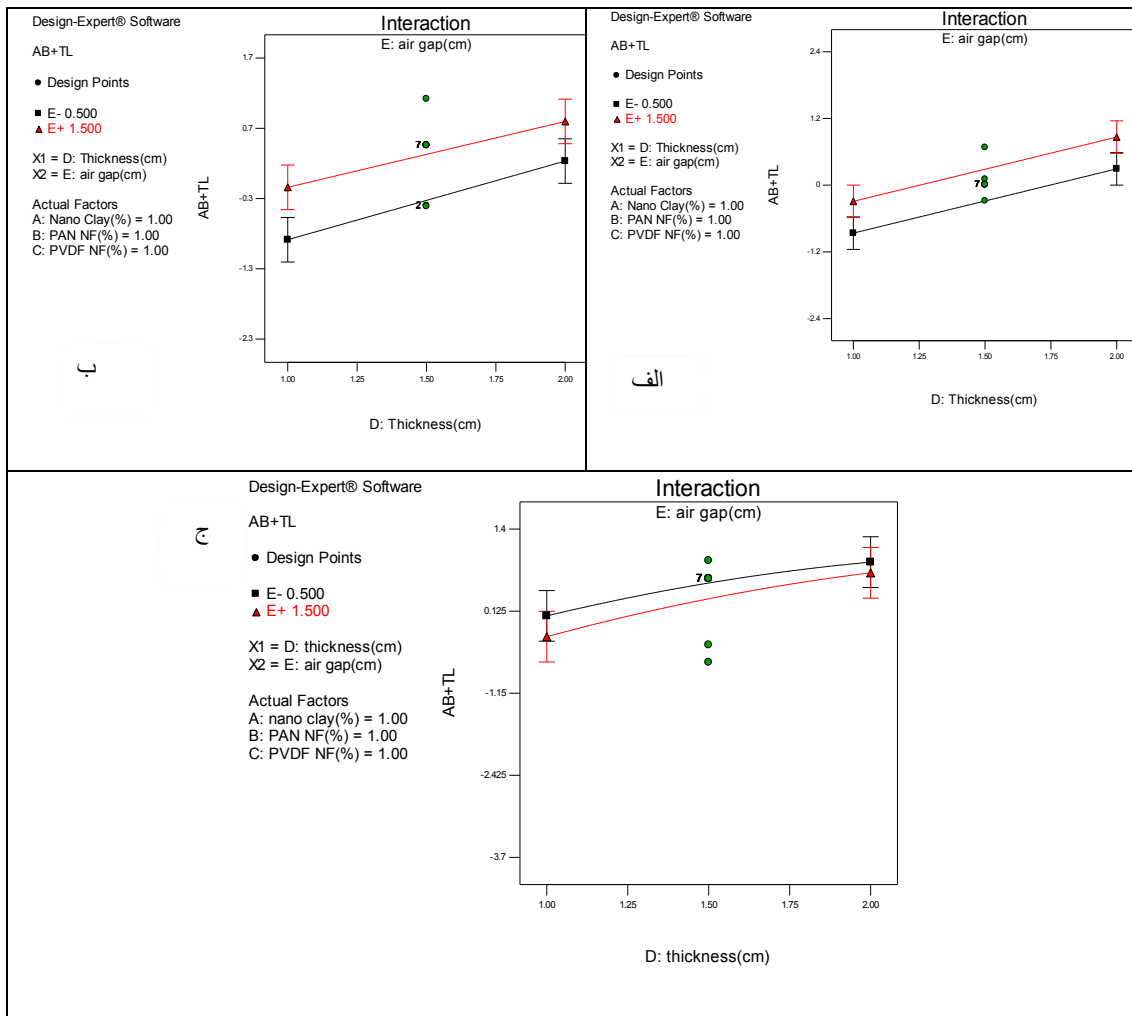 Design-Expert® Software
AB+TL
Design Points
E- 0.500
E+ 1.500
X1 = D: Thickness(cm)
X2 = E: air gap(cm)
Actual Factors
A: Nano Clay(%) = 1.00
B: PAN NF(%) = 1.00
C: PVDF NF(%) = 1.00
ب
Interaction
E: air gap(cm)
AB+TL
1.7
0.7
-0.3
-1.3
-2.3
7
2
1.00 1.25 1.50 1.75 2.00
D: Thickness(cm)
Design-Expert® Software
AB+TL
Design Points
E- 0.500
E+ 1.500
X1 = D: Thickness(cm)
X2 = E: air gap(cm)
Actual Factors
A: Nano Clay(%) = 1.00
B: PAN NF(%) = 1.00
C: PVDF NF(%) = 1.00
الف
Interaction
E: air gap(cm)
AB+TL
2.4
1.2
0
-1.2
-2.4
7
1.00 1.25 1.50 1.75 2.00
D: Thickness(cm)
ج
Design-Expert® Software
AB+TL
Design Points
E- 0.500
E+ 1.500
X1 = D: thickness(cm)
X2 = E: air gap(cm)
Actual Factors
A: nano clay(%) = 1.00
B: PAN NF(%) = 1.00
C: PVDF NF(%) = 1.00
Interaction
E: air gap(cm)
AB+TL
1.4
0.125
-1.15
-2.425
-3.7
7
1.00 1.25 1.50 1.75 2.00
D: thickness(cm)